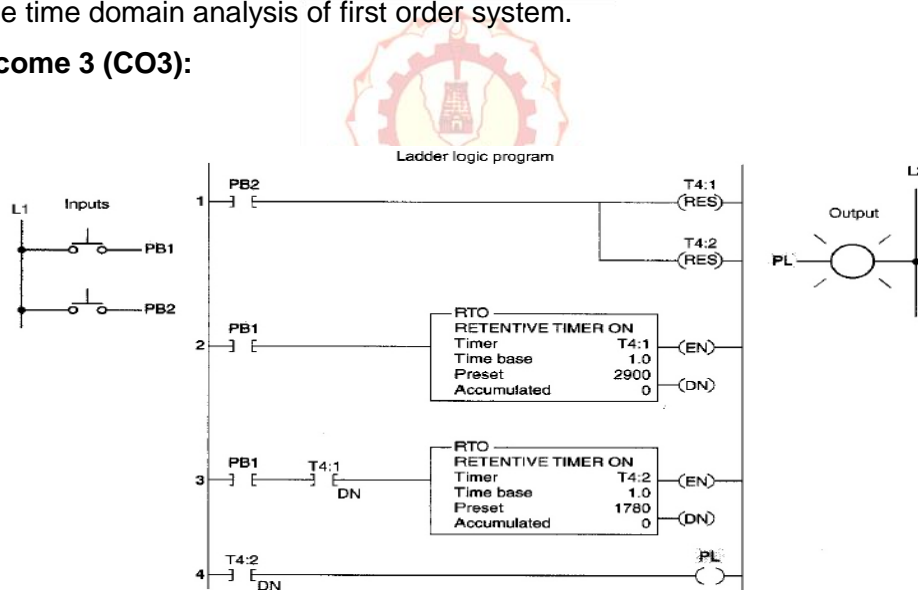 e time domain analysis of first order system.
come 3 (CO3):
Ladder logic program
L1 Inputs
PB1
PB2
1 PB2 T4:1
(RES)
T4:2
(RES)
Output
PL
2 PB1
RTO
RETENTIVE TIMER ON
Timer T4:1
Time base 1.0
Preset 2900
Accumulated 0
(EN)
(DN)
3 PB1 T4:1
DN
RTO
RETENTIVE TIMER ON
Timer T4:2
Time base 1.0
Preset 1780
Accumulated 0
(EN)
(DN)
4 T4:2
DN
PL